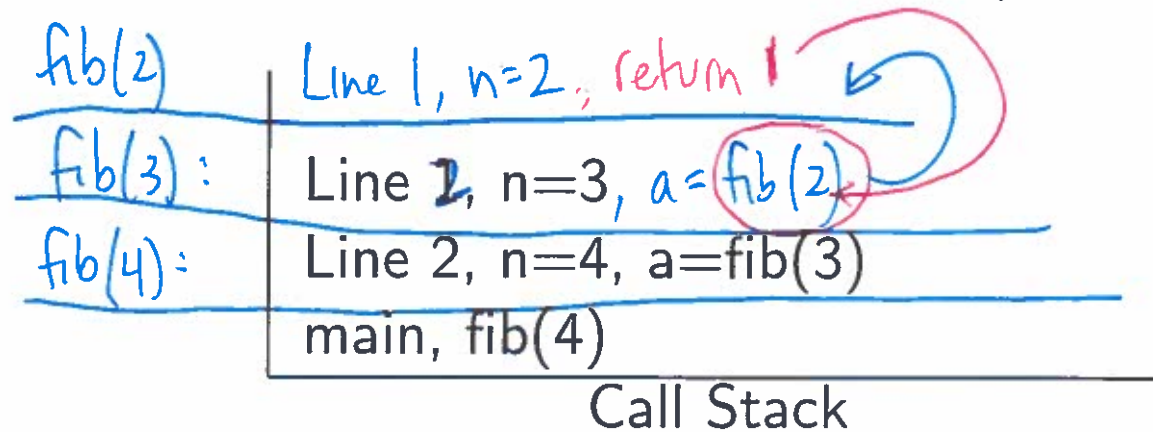 fib(2) Line 1, n=2, return 1
fib(3): Line 2, n=3, a=fib(2)
fib(4): Line 2, n=4, a=fib(3)
main, fib(4)
Call Stack